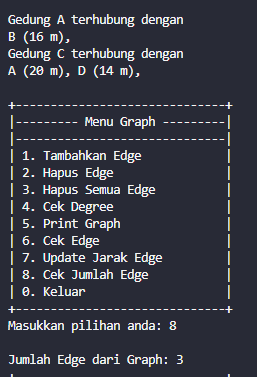 Gedung A terhubung dengan
B (16 m),
Gedung C terhubung dengan
A (20 m), D (14 m),
+------------------------------+
|--------- Menu Graph ---------|
|------------------------------|
| 1. Tambahkan Edge |
| 2. Hapus Edge |
| 3. Hapus Semua Edge |
| 4. Cek Degree |
| 5. Print Graph |
| 6. Cek Edge |
| 7. Update Jarak Edge |
| 8. Cek Jumlah Edge |
| 0. Keluar |
+------------------------------+
Masukkan pilihan anda: 8
Jumlah Edge dari Graph: 3